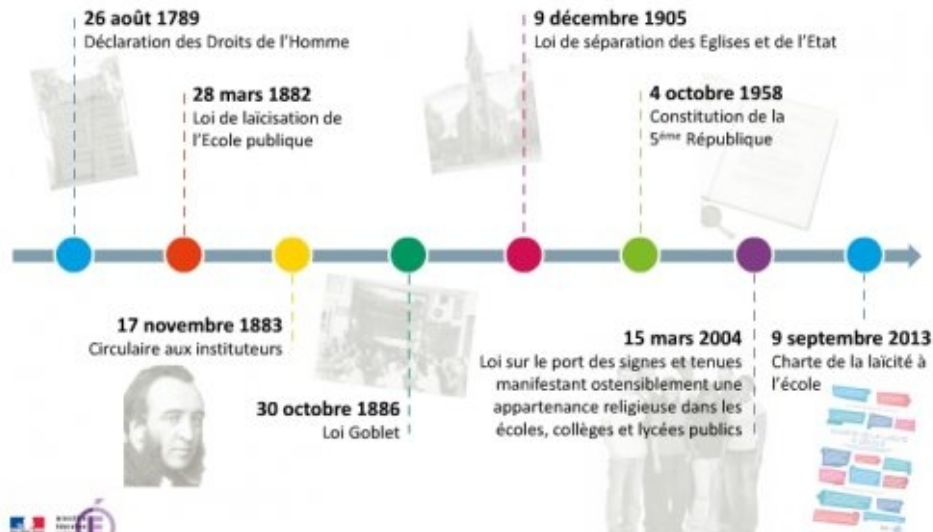 26 août 1789
Déclaration des Droits de l'Homme
28 mars 1882
Loi de laïcisation de
l'Ecole publique
17 novembre 1883
Circulaire aux instituteurs
30 octobre 1886
Loi Goblet
9 décembre 1905
Loi de séparation des Eglises et de l'Etat
4 octobre 1958
Constitution de la
5ème République
15 mars 2004
Loi sur le port des signes et tenues
manifestant ostensiblement une
appartenance religieuse dans les
écoles, collèges et lycées publics
9 septembre 2013
Charte de la laïcité à
l'école